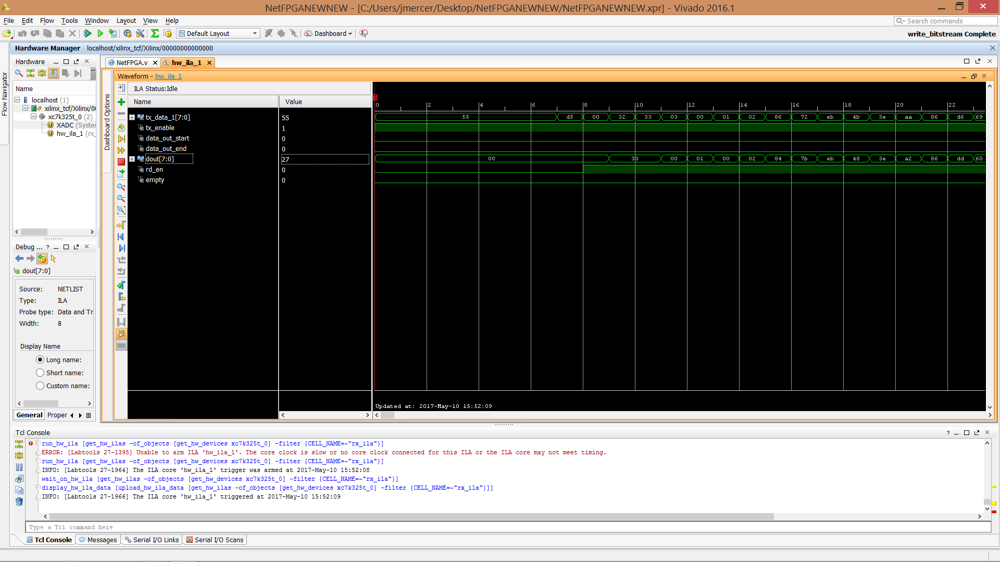 NetFPGANEWNEW - [C:/Users/jmercer/Desktop/NetFPGANEWNEW/NetFPGANEWNEW.xpr] - Vivado 2016.1
File Edit Flow Tools Window Layout View Help
Search commands
Default Layout
Dashboard
write_bitstream Complete
Hardware Manager - localhost/xilinx_tcf/Xilinx/00000000000000
Flow Navigator
Hardware
Name
localhost (1)
xilinx_tcf/Xilinx/00
xc7k325t_0 (2)
XADC (System
hw_ila_1 (rx_
Debug ... ?
dout[7:0]
Source: NETLIST
Type: ILA
Probe type: Data and Tr
Width: 8
Display Name
Long name:
Short name:
Custom name:
General Proper
NetFPGA.v
hw_ila_1
Dashboard Options
Waveform - hw_ila_1
ILA Status:Idle
Name Value
tx_data_1[7:0] 55
tx_enable 1
data_out_start 0
data_out_end 0
dout[7:0] 27
rd_en 0
empty 0
0 2 4 6 8 10 12 14 16 18 20 22
55 d5 00 32 33 03 00 01 02 86 72 eb 4b 3e aa 86 d6 69
00 33 00 01 00 02 84 7b eb 48 3e a2 86 dd 60
Updated at: 2017-May-10 15:52:09
Tcl Console
?
run_hw_ila [get_hw_ilas -of_objects [get_hw_devices xc7k325t_0] -filter {CELL_NAME=~"rx_ila"}]
ERROR: [Labtools 27-1395] Unable to arm ILA 'hw_ila_1'. The core clock is slow or no core clock connected for this ILA or the ILA core may not meet timing.
run_hw_ila [get_hw_ilas -of_objects [get_hw_devices xc7k325t_0] -filter {CELL_NAME=~"rx_ila"}]
INFO: [Labtools 27-1964] The ILA core 'hw_ila_1' trigger was armed at 2017-May-10 15:52:08
wait_on_hw_ila [get_hw_ilas -of_objects [get_hw_devices xc7k325t_0] -filter {CELL_NAME=~"rx_ila"}]
display_hw_ila_data [upload_hw_ila_data [get_hw_ilas -of_objects [get_hw_devices xc7k325t_0] -filter {CELL_NAME=~"rx_ila"}]]
INFO: [Labtools 27-1966] The ILA core 'hw_ila_1' triggered at 2017-May-10 15:52:09
Type a Tcl command here
Tcl Console Messages Serial I/O Links Serial I/O Scans